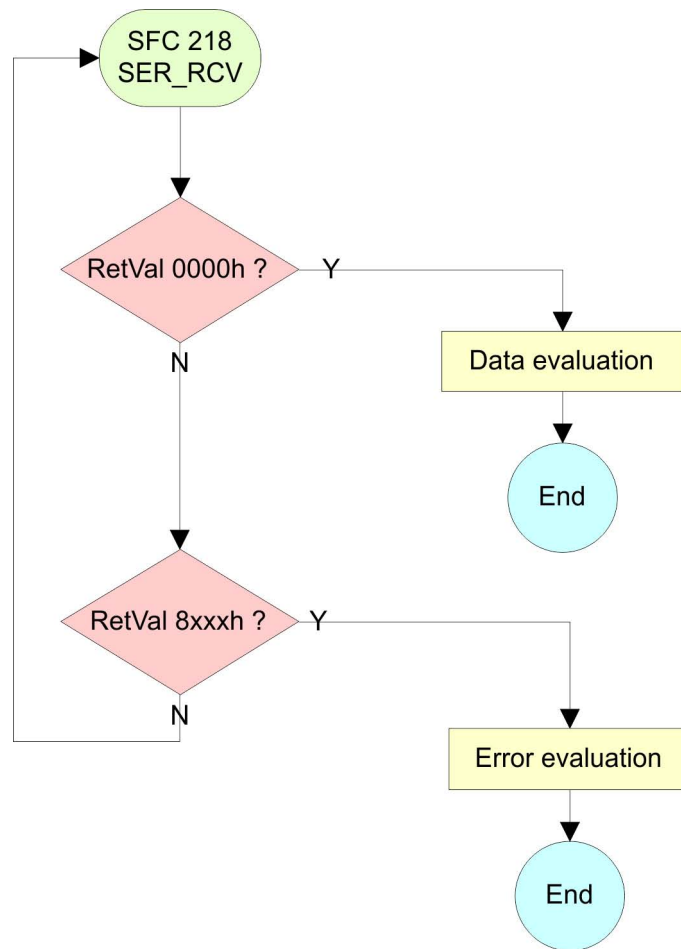 SFC 218
SER_RCV
RetVal 0000h ?
Y
N
Data evaluation
End
RetVal 8xxxh ?
Y
N
Error evaluation
End